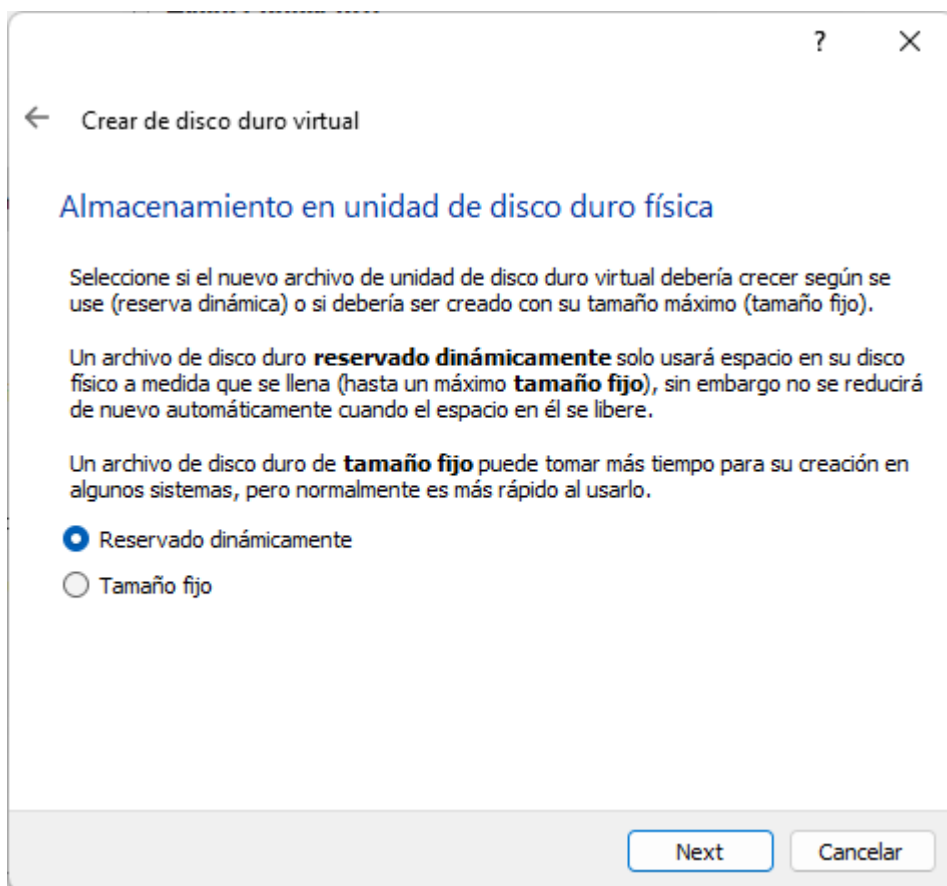 ?
Crear de disco duro virtual
Almacenamiento en unidad de disco duro física
Seleccione si el nuevo archivo de unidad de disco duro virtual debería crecer según se
use (reserva dinámica) o si debería ser creado con su tamaño máximo (tamaño fijo).
Un archivo de disco duro reservado dinámicamente solo usará espacio en su disco
físico a medida que se llena (hasta un máximo tamaño fijo), sin embargo no se reducirá
de nuevo automáticamente cuando el espacio en él se libere.
Un archivo de disco duro de tamaño fijo puede tomar más tiempo para su creación en
algunos sistemas, pero normalmente es más rápido al usarlo.
Reservado dinámicamente
Tamaño fijo
Next Cancelar